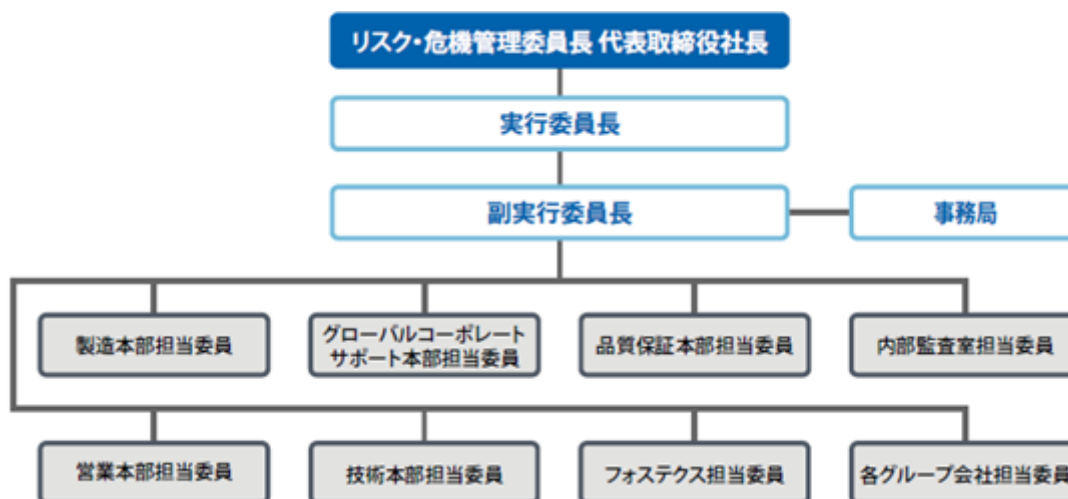 リスク・危機管理委員長 代表取締役社長
実行委員長
副実行委員長
事務局
製造本部担当委員
グローバルコーポレート
サポート本部担当委員
品質保証本部担当委員
内部監査室担当委員
営業本部担当委員
技術本部担当委員
フォステクス担当委員
各グループ会社担当委員